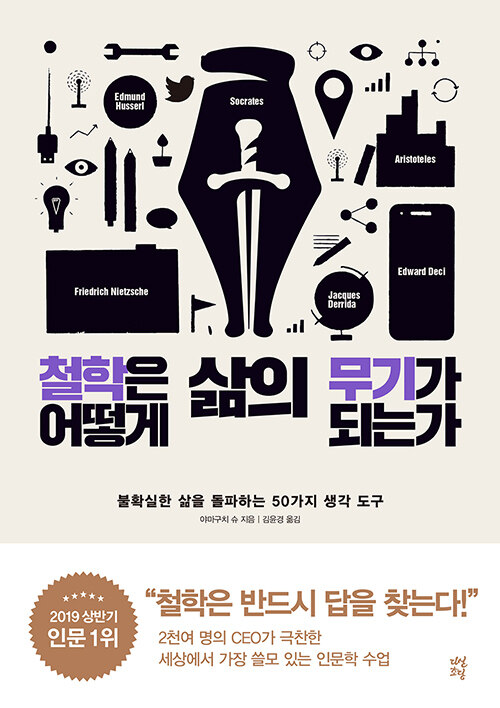 Edmund
Husserl
Socrates
Aristoteles
Friedrich Nietzsche
Jacques
Derrida
Edward Deci
철학은 삶의 무기가
어떻게 되는가
불확실한 삶을 돌파하는 50가지 생각 도구
야마구치 슈 지음 | 김윤경 옮김
★★★★★
2019 상반기
인문 1위
“철학은 반드시 답을 찾는다!”
2천여 명의 CEO가 극찬한
세상에서 가장 쓸모 있는 인문학 수업
다산
초당